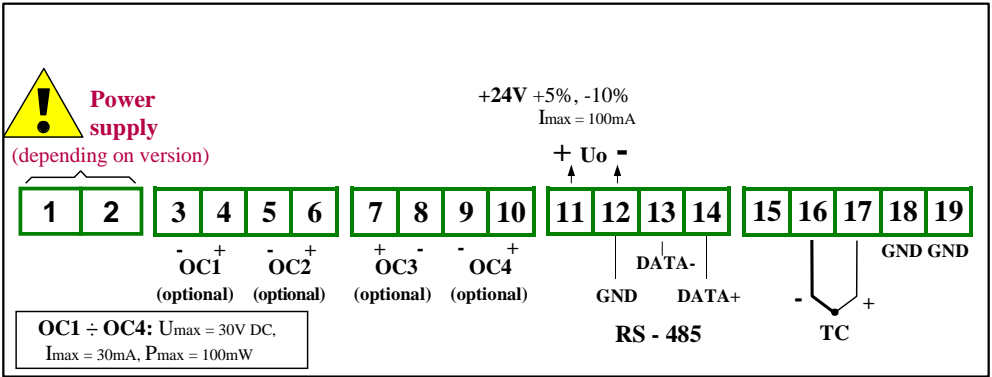 Power
supply
(depending on version)
+24V +5%, -10%
Imax = 100mA
+ Uo -
1 2 3 4 5 6 7 8 9 10 11 12 13 14 15 16 17 18 19
- + - + + - - +
OC1 OC2 OC3 OC4
(optional) (optional) (optional) (optional)
DATA-
GND DATA+
RS - 485
GND GND
- +
TC
OC1 ÷ OC4: Umax = 30V DC,
Imax = 30mA, Pmax = 100mW